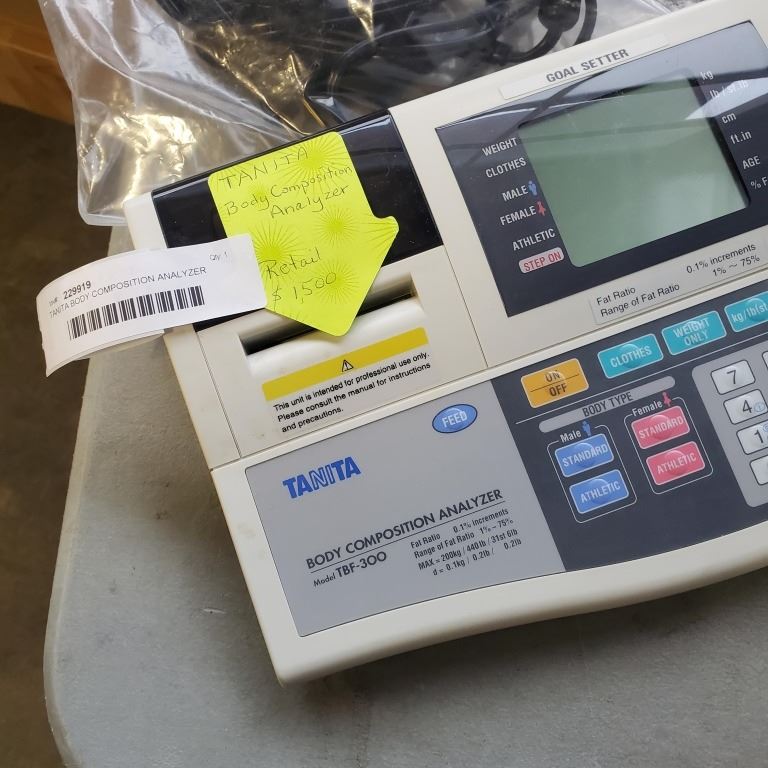 GOAL SETTER
kg
lb / st.lb
cm
ft.in
AGE
WEIGHT
CLOTHES
MALE
FEMALE
ATHLETIC
STEP ON
Fat Ratio 0.1% increments
Range of Fat Ratio 1% ~ 75%
TANITA
Body Composition
Analyzer
Retail
$ 1,500
229919 Qty: 1
TANITA BODY COMPOSITION ANALYZER
This unit is intended for professional use only.
Please consult the manual for instructions
and precautions.
FEED
ON
OFF
CLOTHES
WEIGHT
ONLY
BODY TYPE
Male
Female
STANDARD
ATHLETIC
STANDARD
ATHLETIC
7
4
1
TANITA
BODY COMPOSITION ANALYZER
Model TBF-300
Fat Ratio 0.1% increments
Range of Fat Ratio 1% - 75%
MAX = 200kg / 440 lb / 31st 6lb
d = 0.1kg / 0.2lb / 0.2lb